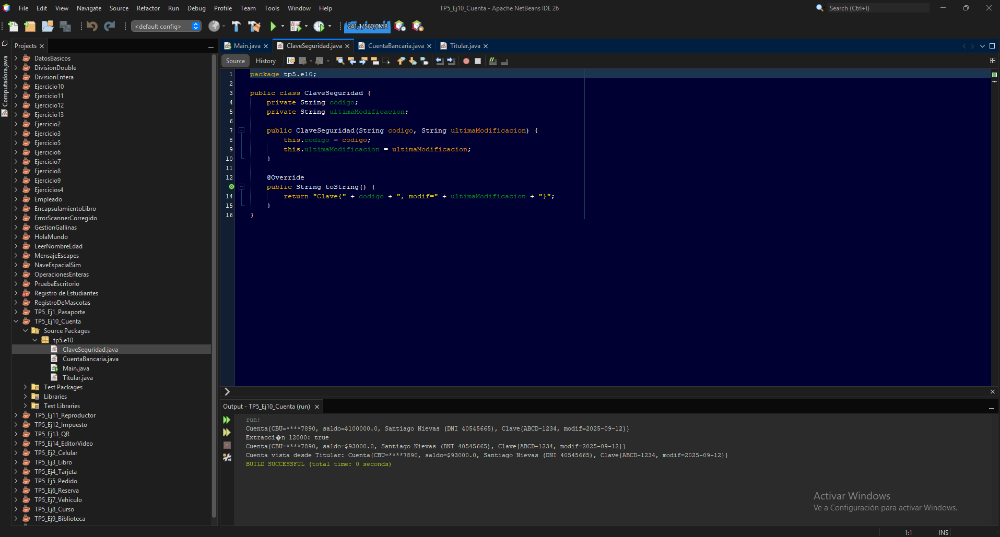 File Edit View Navigate Source Refactor Run Debug Profile Team Tools Window Help
TP5_Ej10_Cuenta - Apache NetBeans IDE 26
Search (Ctrl+I)
<default config>
241,1/560,0MB
Computadora.java
Projects
DatosBasicos
DivisionDouble
DivisionEntera
Ejercicio10
Ejercicio11
Ejercicio12
Ejercicio13
Ejercicio2
Ejercicio3
Ejercicio5
Ejercicio6
Ejercicio7
Ejercicio8
Ejercicio9
Ejercicios4
Empleado
EncapsulamientoLibro
ErrorScannerCorregido
GestionGallinas
HolaMundo
LeerNombreEdad
MensajeEscapes
NaveEspacialSim
OperacionesEnteras
PruebaEscritorio
Registro de Estudiantes
RegistroDeMascotas
TP5_Ej1_Pasaporte
TP5_Ej10_Cuenta
Source Packages
tp5.e10
ClaveSeguridad.java
CuentaBancaria.java
Main.java
Titular.java
Test Packages
Libraries
Test Libraries
TP5_Ej11_Reproductor
TP5_Ej12_Impuesto
TP5_Ej13_QR
TP5_Ej14_EditorVideo
TP5_Ej2_Celular
TP5_Ej3_Libro
TP5_Ej4_Tarjeta
TP5_Ej5_Pedido
TP5_Ej6_Reserva
TP5_Ej7_Vehiculo
TP5_Ej8_Curso
TP5_Ej9_Biblioteca
Main.java ClaveSeguridad.java CuentaBancaria.java Titular.java
Source History
1 package tp5.e10;
2
3 public class ClaveSeguridad {
4 private String codigo;
5 private String ultimaModificacion;
6
7 public ClaveSeguridad(String codigo, String ultimaModificacion) {
8 this.codigo = codigo;
9 this.ultimaModificacion = ultimaModificacion;
10 }
11
12 @Override
public String toString() {
14 return "Clave{" + codigo + ", modif=" + ultimaModificacion + "}";
15 }
16 }
Output - TP5_Ej10_Cuenta (run)
run:
Cuenta{CBU=****7890, saldo=$100000.0, Santiago Nievas (DNI 40545665), Clave{ABCD-1234, modif=2025-09-12}}
Extracci�n 12000: true
Cuenta{CBU=****7890, saldo=$93000.0, Santiago Nievas (DNI 40545665), Clave{ABCD-1234, modif=2025-09-12}}
Cuenta vista desde Titular: Cuenta{CBU=****7890, saldo=$93000.0, Santiago Nievas (DNI 40545665), Clave{ABCD-1234, modif=2025-09-12}}
BUILD SUCCESSFUL (total time: 0 seconds)
Activar Windows
Ve a Configuración para activar Windows.
1:1 INS